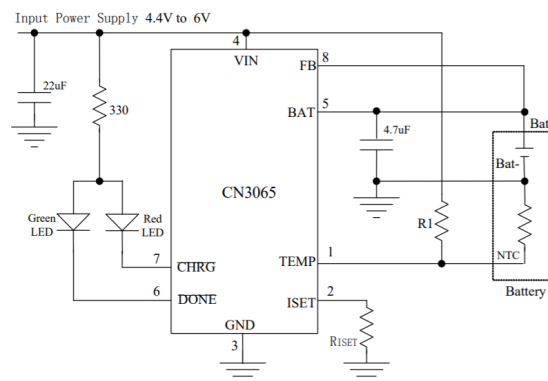 Input Power Supply 4.4V to 6V
4
VIN
FB
8
22uF
330
BAT
5
4.7uF
Bat
Bat-
CN3065
Green
LED
Red
LED
R1
NTC
7
CHRG
TEMP
1
Battery
6
DONE
ISET
2
GND
RISET
3